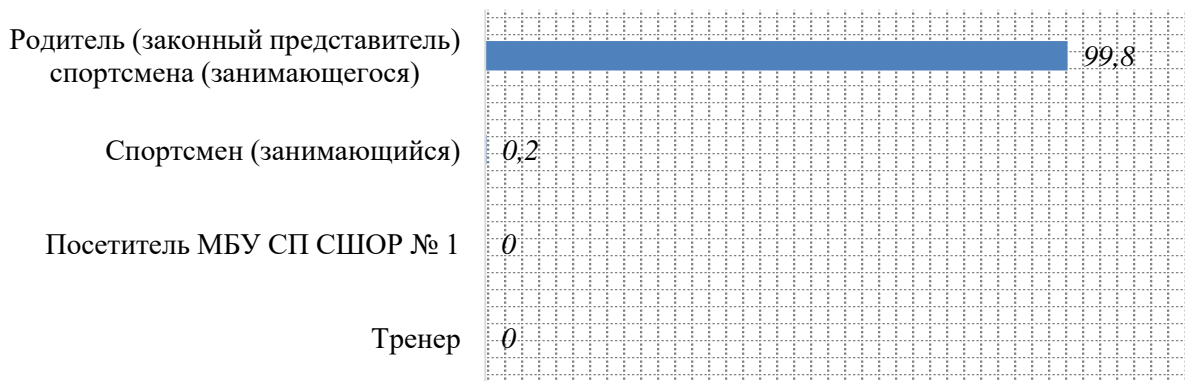 Родитель (законный представитель)
спортсмена (занимающегося)
99,8
Спортсмен (занимающийся)
0,2
Посетитель МБУ СП СШОР № 1
0
Тренер
0